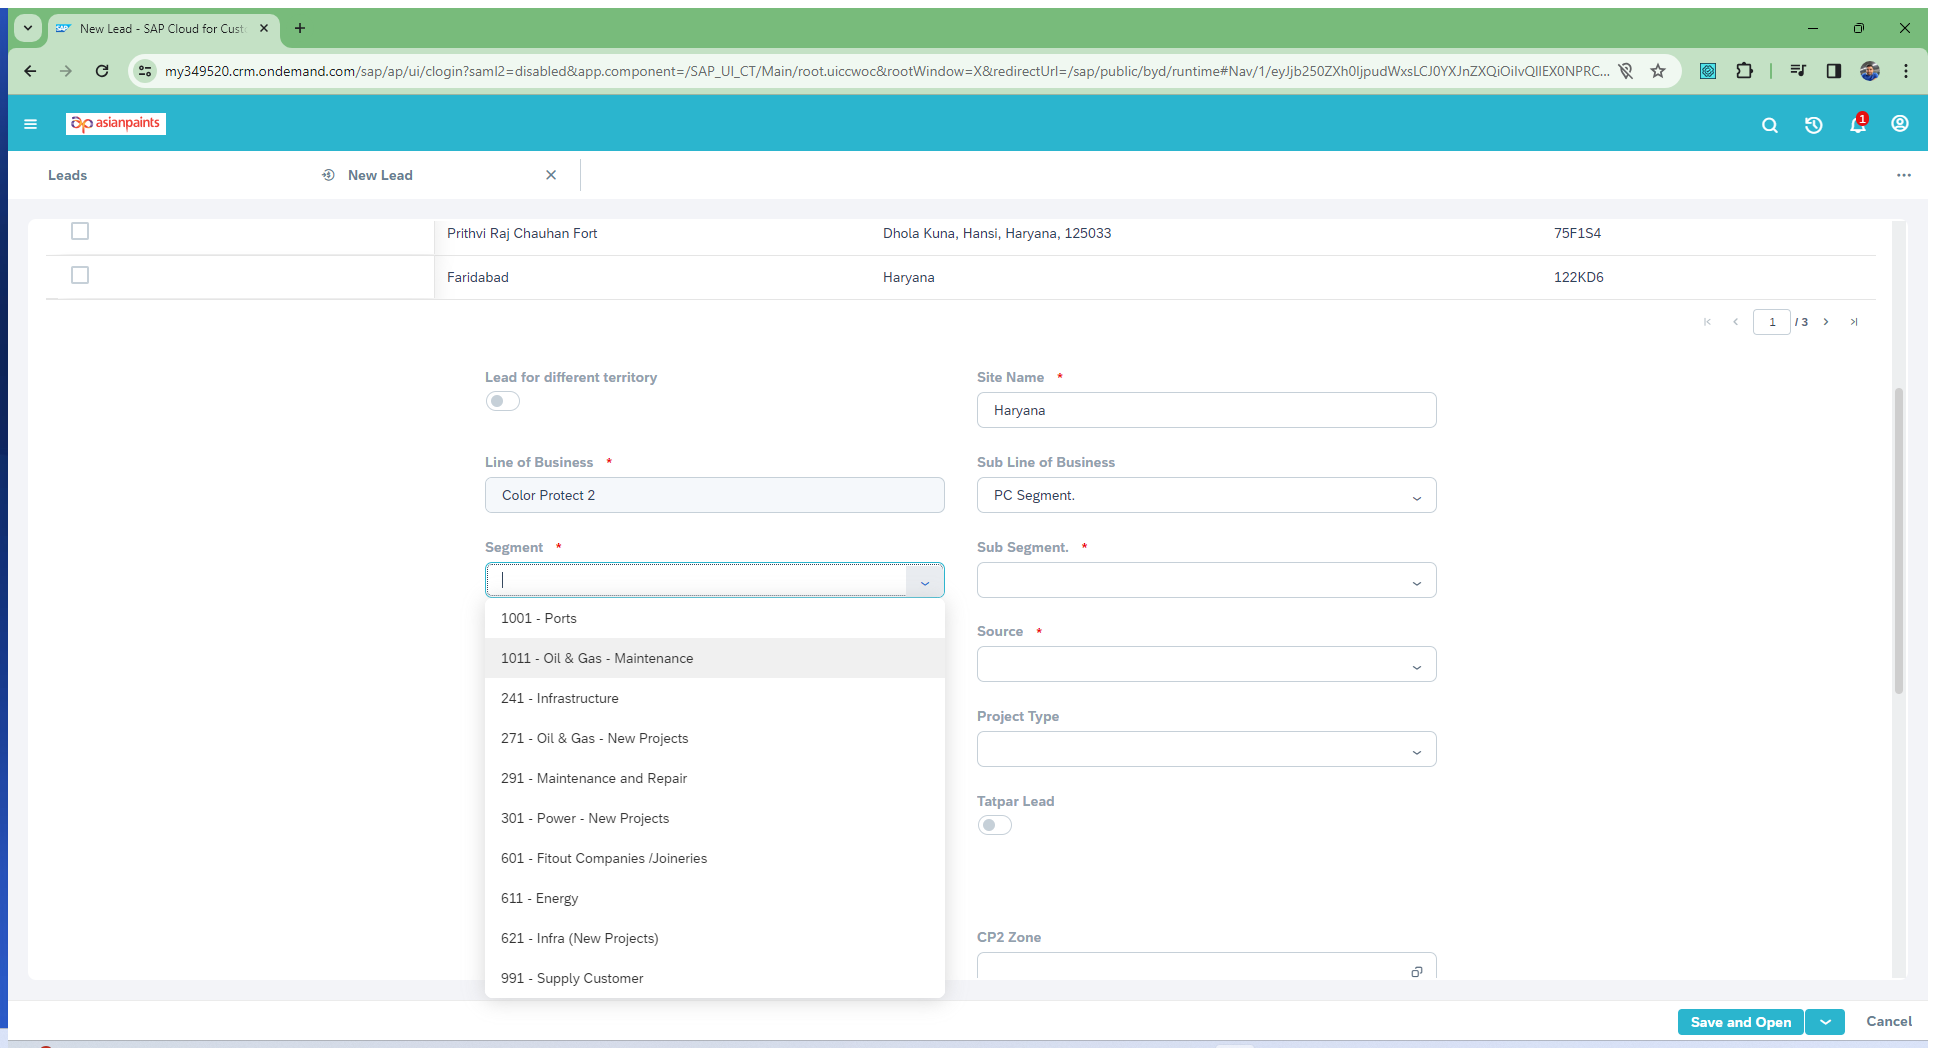 New Lead - SAP Cloud for Cust
my349520.crm.ondemand.com/sap/ap/ui/clogin?saml2=disabled&app.component=/SAP_UI_CT/Main/root.uiccwoc&rootWindow=X&redirectUrl=/sap/public/byd/runtime#Nav/1/eyJjb250ZXh0IjpudWxsLCJ0YXJnZXQiOiIvQllEX0NPRC...
asianpaints
1
Leads
New Lead
Prithvi Raj Chauhan Fort Dhola Kuna, Hansi, Haryana, 125033 75F1S4
Faridabad Haryana 122KD6
1 / 3
Lead for different territory
Site Name *
Haryana
Line of Business *
Color Protect 2
Sub Line of Business
PC Segment.
Segment *
Sub Segment. *
1001 - Ports
1011 - Oil & Gas - Maintenance
241 - Infrastructure
271 - Oil & Gas - New Projects
291 - Maintenance and Repair
301 - Power - New Projects
601 - Fitout Companies /Joineries
611 - Energy
621 - Infra (New Projects)
991 - Supply Customer
Source *
Project Type
Tatpar Lead
CP2 Zone
Save and Open
Cancel